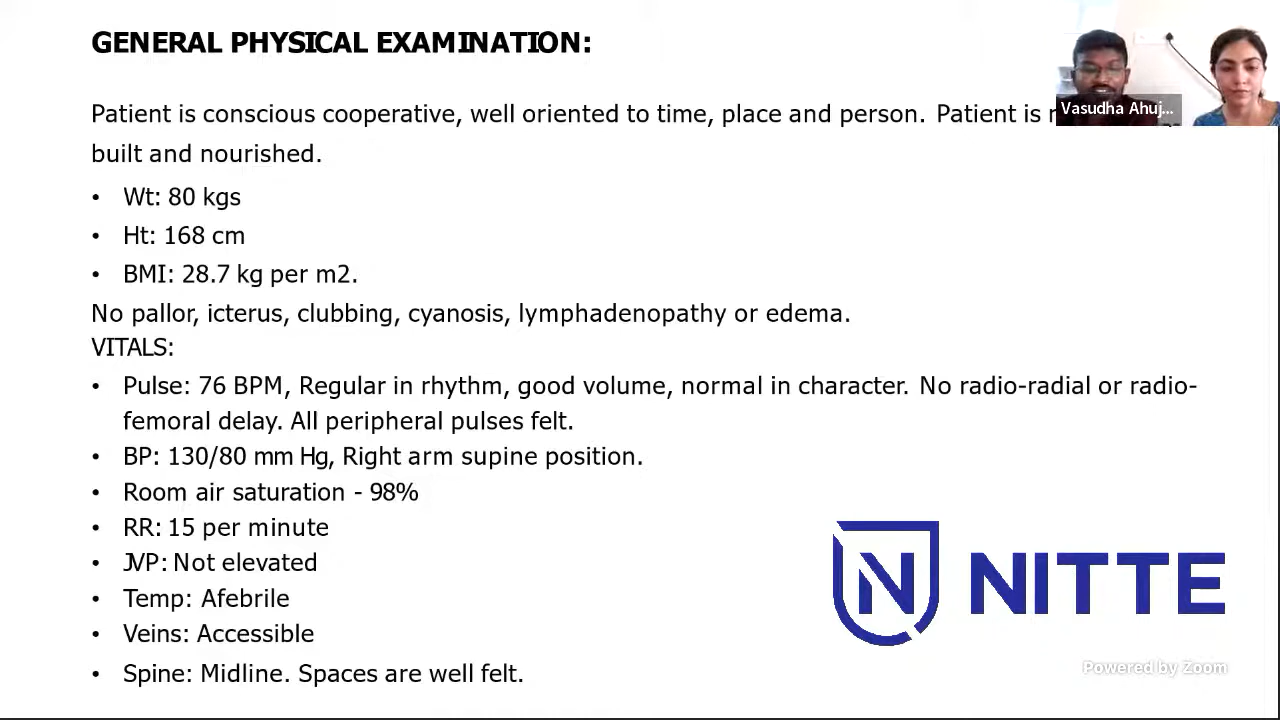 GENERAL PHYSICAL EXAMINATION:
Patient is conscious cooperative, well oriented to time, place and person. Patient is
built and nourished.
• Wt: 80 kgs
• Ht: 168 cm
• BMI: 28.7 kg per m2.
No pallor, icterus, clubbing, cyanosis, lymphadenopathy or edema.
VITALS:
• Pulse: 76 BPM, Regular in rhythm, good volume, normal in character. No radio-radial or radio-
femoral delay. All peripheral pulses felt.
• BP: 130/80 mm Hg, Right arm supine position.
• Room air saturation - 98%
• RR: 15 per minute
• JVP: Not elevated
• Temp: Afebrile
• Veins: Accessible
• Spine: Midline. Spaces are well felt.
Vasudha Ahuj...
N NITTE
Powered by Zoom